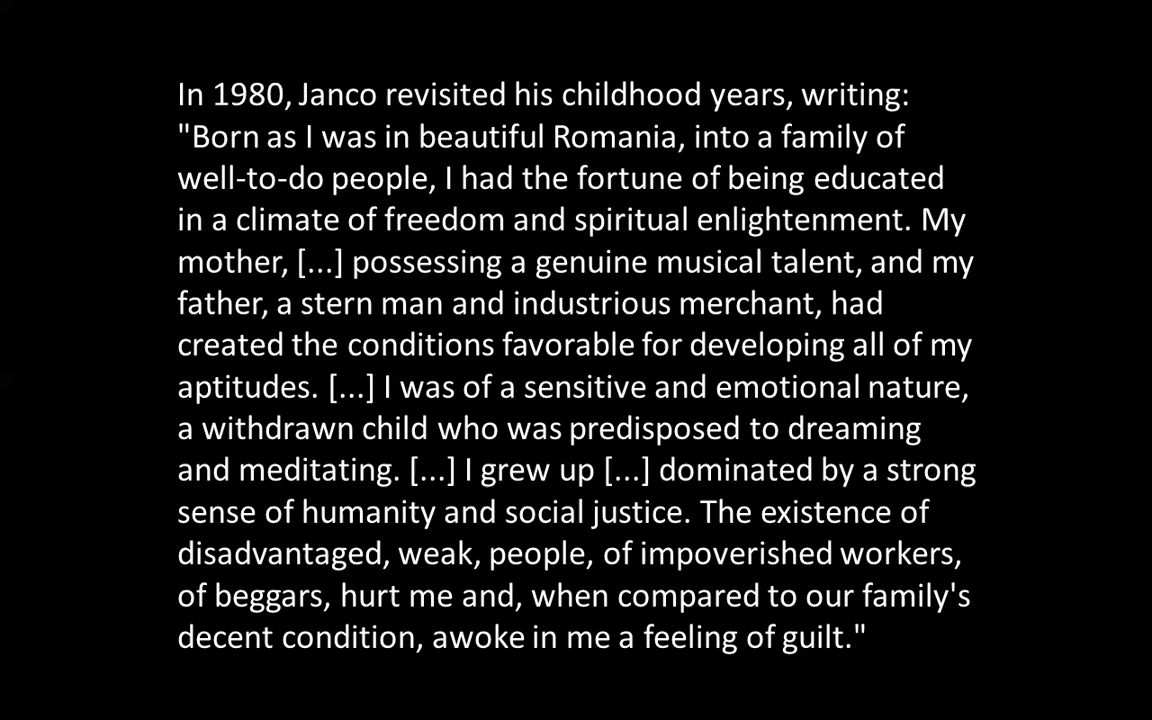 In 1980, Janco revisited his childhood years, writing:
"Born as I was in beautiful Romania, into a family of
well-to-do people, I had the fortune of being educated
in a climate of freedom and spiritual enlightenment. My
mother, [...] possessing a genuine musical talent, and my
father, a stern man and industrious merchant, had
created the conditions favorable for developing all of my
aptitudes. [...] I was of a sensitive and emotional nature,
a withdrawn child who was predisposed to dreaming
and meditating. [...] I grew up [...] dominated by a strong
sense of humanity and social justice. The existence of
disadvantaged, weak, people, of impoverished workers,
of beggars, hurt me and, when compared to our family's
decent condition, awoke in me a feeling of guilt."